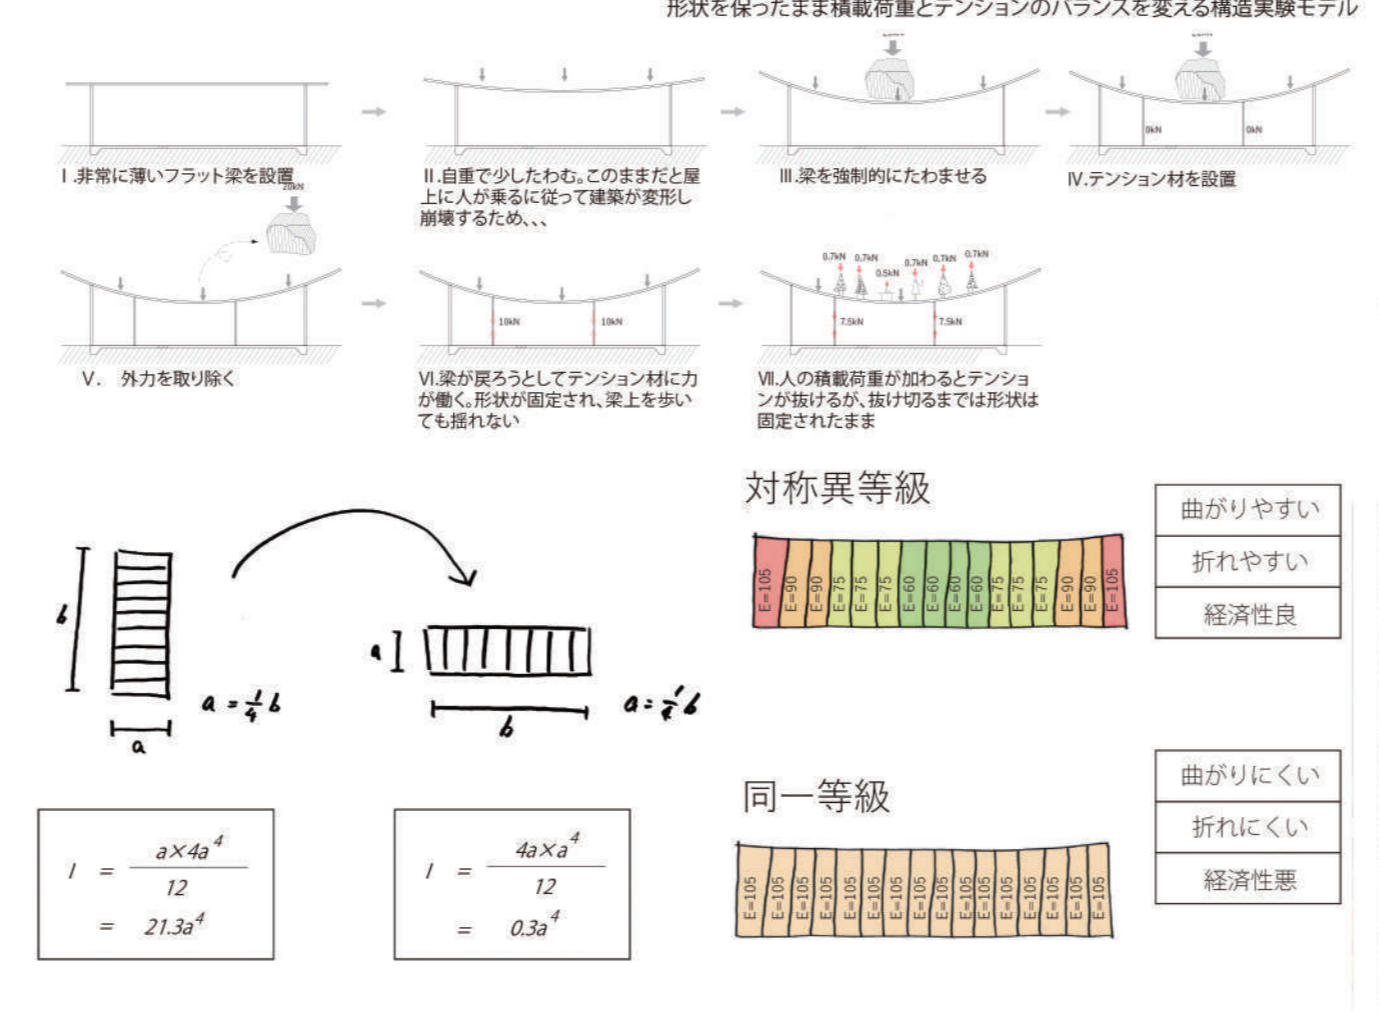 形状を保ったまま積載荷重とテンションのバランスを変える構造実験モデル
I.非常に薄いフラット梁を設置
II.自重で少したわむ。このままだと屋
上に人が乗るに従って建築が変形し
崩壊するため、、、
III.梁を強制的にたわませる
0kN
0kN
IV.テンション材を設置
20kN
V. 外力を取り除く
10kN
10kN
VI.梁が戻ろうとしてテンション材に力
が働く。形状が固定され、梁上を歩い
ても揺れない
0.7kN 0.7kN 0.5kN 0.7kN 0.7kN 0.7kN
7.5kN
7.5kN
VII.人の積載荷重が加わるとテンショ
ンが抜けるが、抜け切るまでは形状は
固定されたまま
b
a
a = 1/4 b
a
b
a = 1/4 b
I = a×4a⁴ / 12
= 21.3a⁴
I = 4a×a⁴ / 12
= 0.3a⁴
対称異等級
E=105 E=90 E=90 E=75 E=75 E=75 E=60 E=60 E=60 E=60 E=75 E=75 E=75 E=90 E=90 E=105
曲がりやすい
折れやすい
経済性良
同一等級
E=105 E=105 E=105 E=105 E=105 E=105 E=105 E=105 E=105 E=105 E=105 E=105 E=105 E=105 E=105 E=105
曲がりにくい
折れにくい
経済性悪